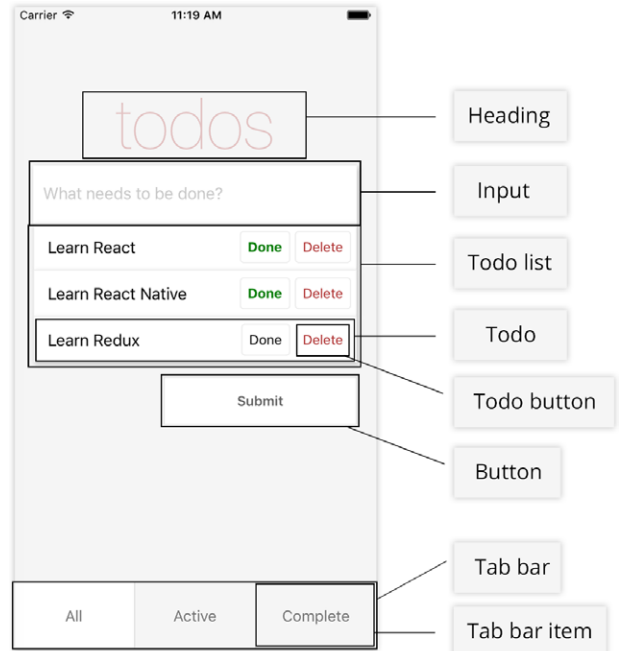 Carrier 11:19 AM
todos
Heading
What needs to be done?
Input
Learn React Done Delete
Todo list
Learn React Native Done Delete
Learn Redux Done Delete
Todo
Todo button
Submit
Button
Tab bar
All Active Complete
Tab bar item